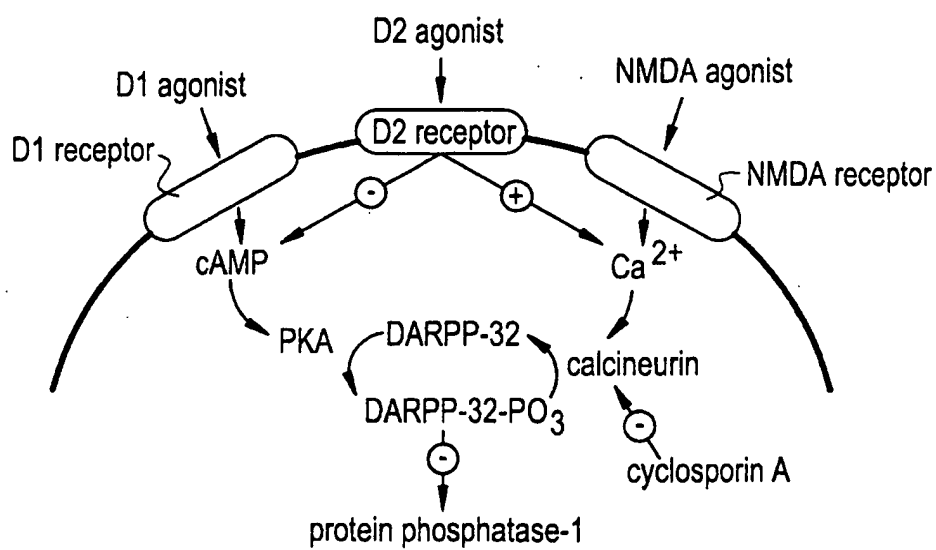 D2 agonist
D1 agonist
NMDA agonist
D1 receptor
D2 receptor
NMDA receptor
-
+
cAMP
Ca2+
PKA
DARPP-32
calcineurin
DARPP-32-PO3
-
-
cyclosporin A
protein phosphatase-1